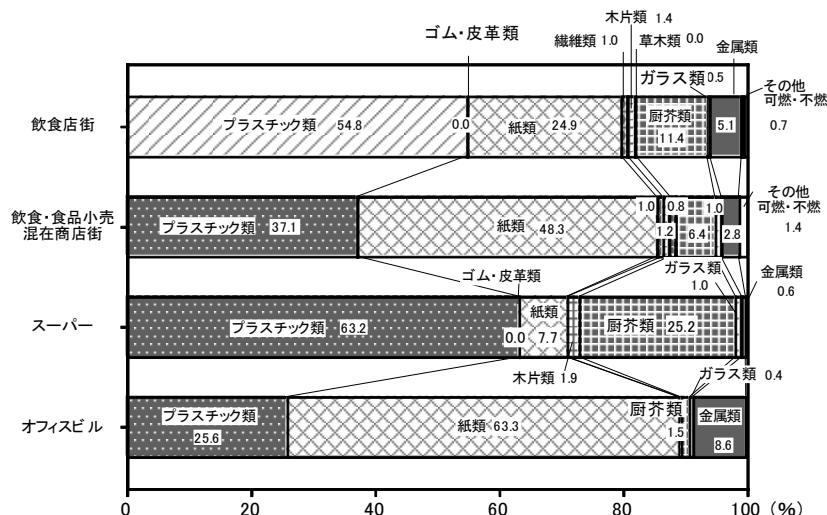 木片類 1.4
ゴム・皮革類
繊維類 1.0 草木類 0.0
金属類
ガラス類 0.5
その他
可燃・不燃
0.7
飲食店街
プラスチック類 54.8
0.0
紙類 24.9
厨芥類
11.4
5.1
飲食・食品小売
混在商店街
プラスチック類
37.1
紙類
48.3
1.0
1.2
0.8
6.4
1.0
2.8
その他
可燃・不燃
1.4
ゴム・皮革類
ガラス類
1.0
金属類
0.6
スーパー
プラスチック類 63.2
0.0
紙類
7.7
厨芥類 25.2
木片類 1.9
ガラス類 0.4
オフィスビル
プラスチック類
25.6
紙類 63.3
厨芥類
1.5
金属類
8.6
0 20 40 60 80 100 (%)